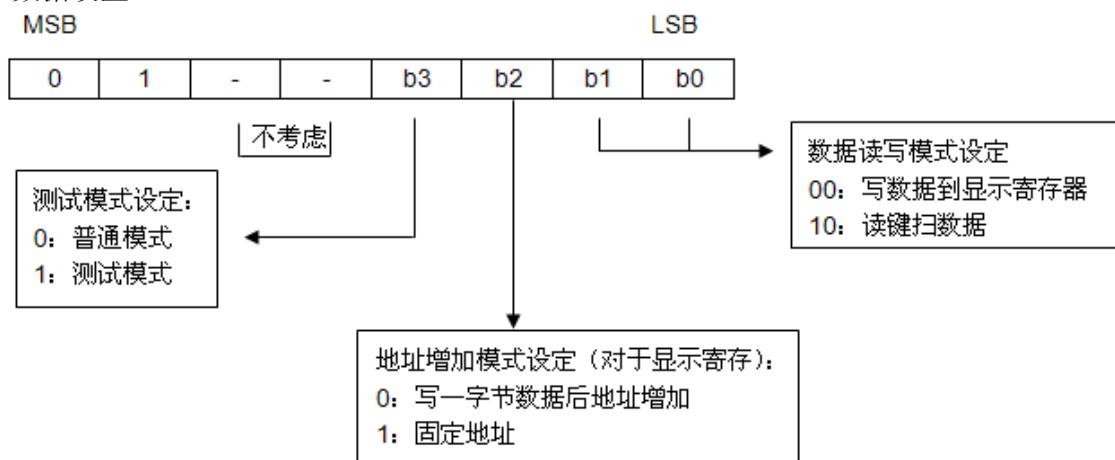 MSB LSB
0 1 - - b3 b2 b1 b0
不考虑
数据读写模式设定
00：写数据到显示寄存器
10：读键扫数据
测试模式设定：
0：普通模式
1：测试模式
地址增加模式设定（对于显示寄存）：
0：写一字节数据后地址增加
1：固定地址